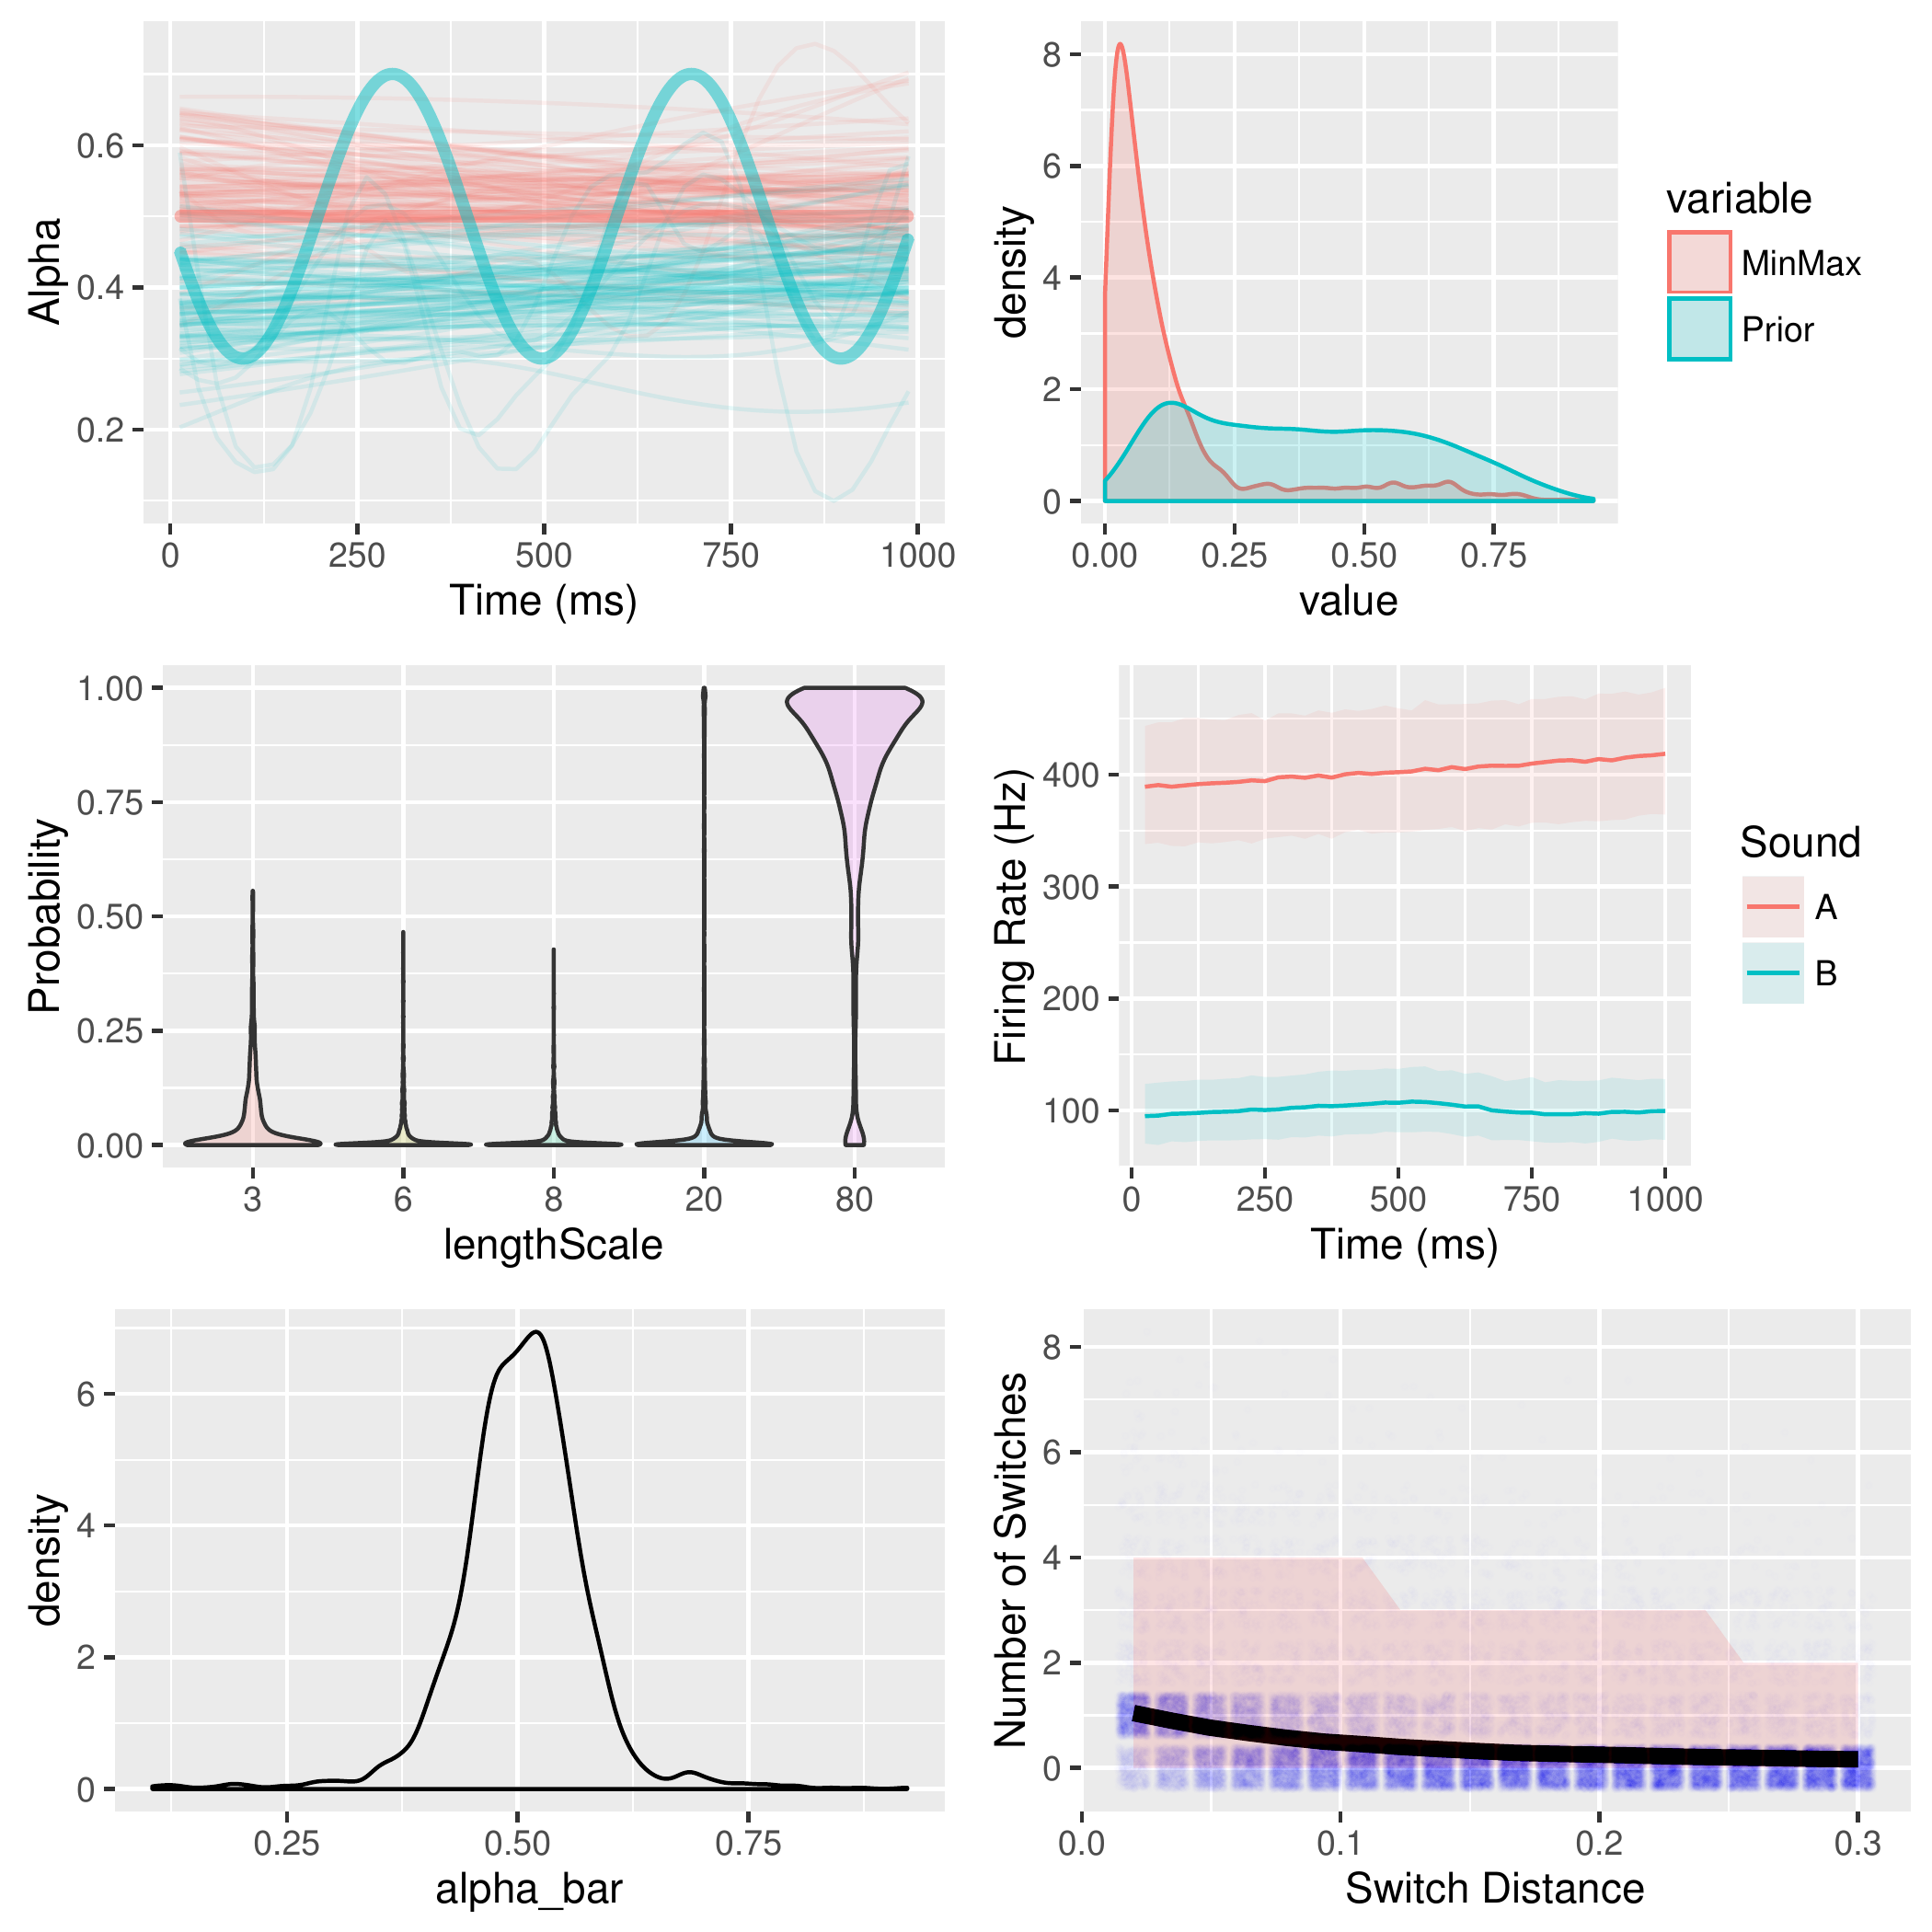 Alpha
0.6
0.4
0.2
0 250 500 750 1000
Time (ms)
density
8
6
4
2
0
0.00 0.25 0.50 0.75
value
variable
MinMax
Prior
Probability
1.00
0.75
0.50
0.25
0.00
3 6 8 20 80
lengthScale
Firing Rate (Hz)
400
300
200
100
0 250 500 750 1000
Time (ms)
Sound
A
B
density
6
4
2
0
0.25 0.50 0.75
alpha_bar
Number of Switches
8
6
4
2
0
0.0 0.1 0.2 0.3
Switch Distance